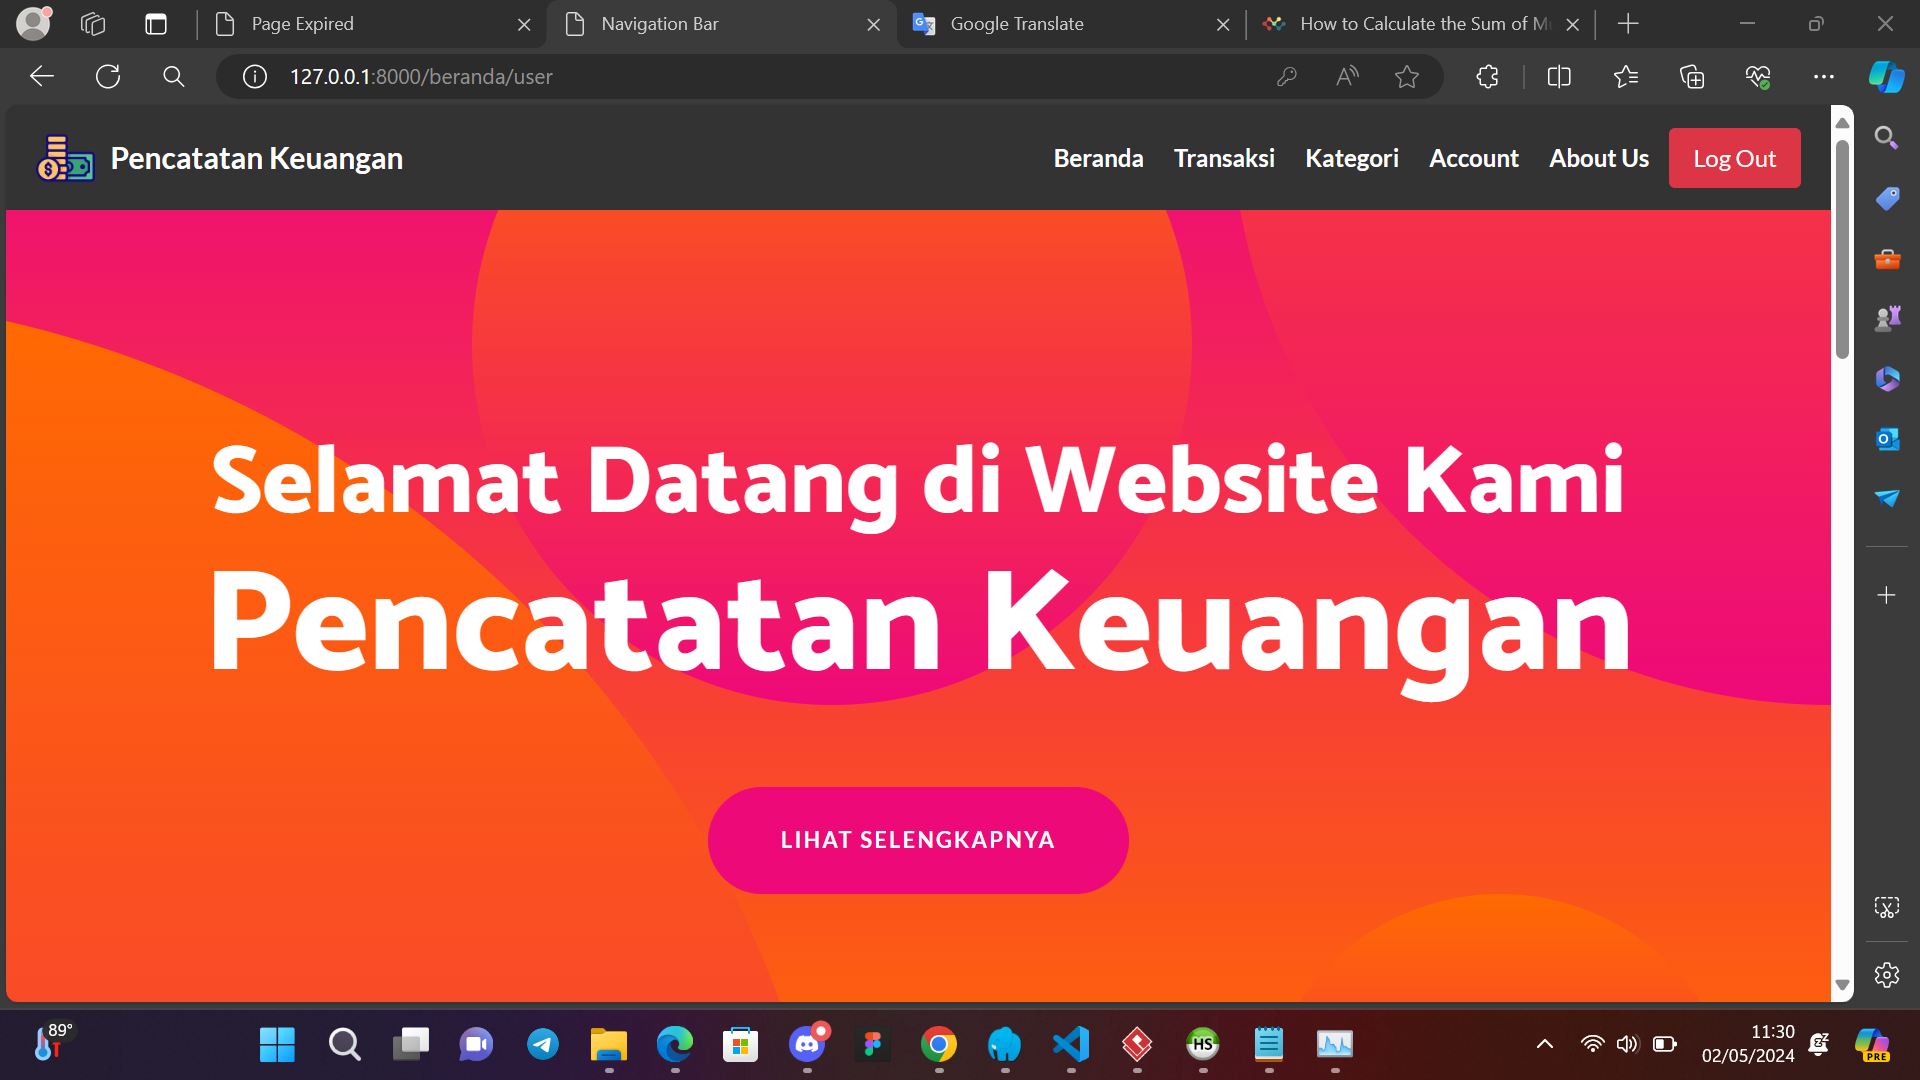 Page Expired
Navigation Bar
Google Translate
How to Calculate the Sum of M
127.0.0.1:8000/beranda/user
Pencatatan Keuangan
Beranda
Transaksi
Kategori
Account
About Us
Log Out
Selamat Datang di Website Kami
Pencatatan Keuangan
LIHAT SELENGKAPNYA
89°
HS
11:30
02/05/2024
PRE